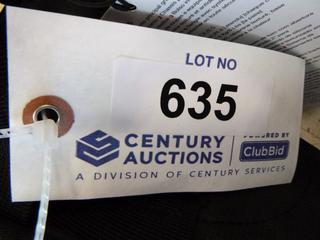 LOT NO
635
CENTURY AUCTIONS
POWERED BY
ClubBid
A DIVISION OF CENTURY SERVICES